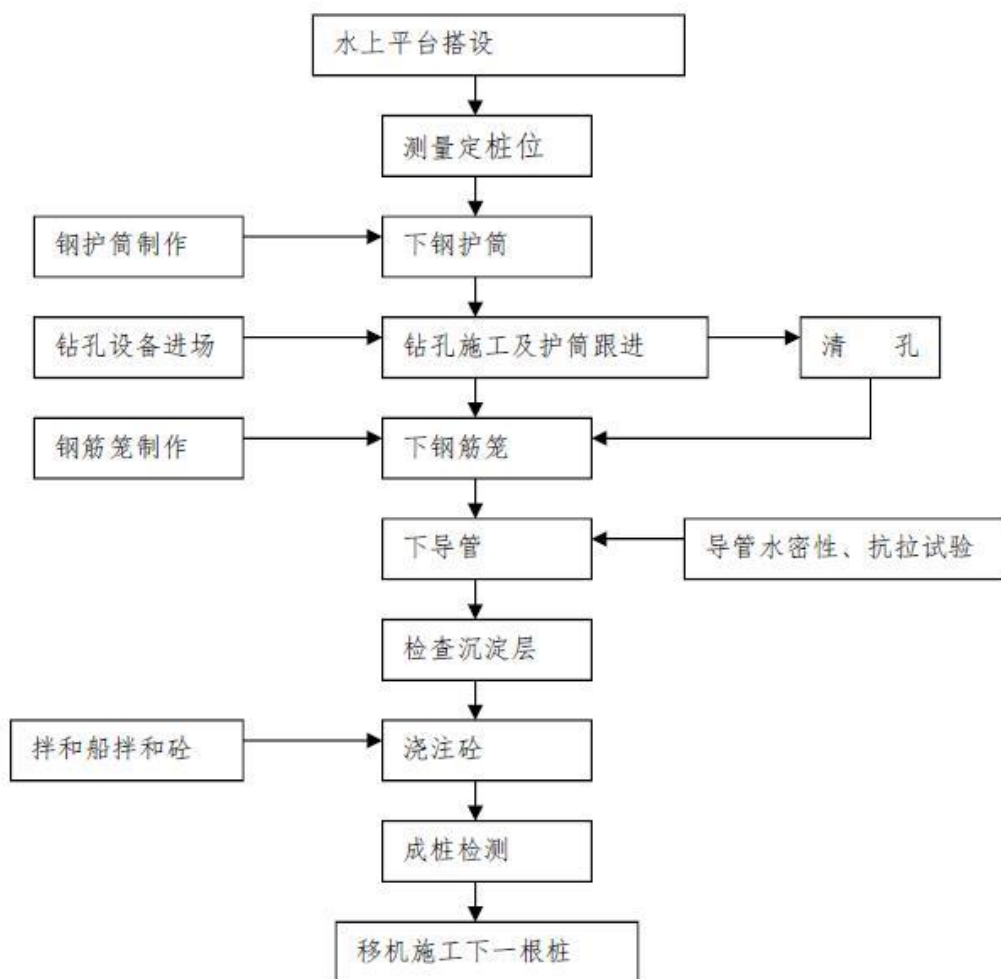 水上平台搭设
测量定桩位
钢护筒制作
下钢护筒
钻孔设备进场
钻孔施工及护筒跟进
清 孔
钢筋笼制作
下钢筋笼
下导管
导管水密性、抗拉试验
检查沉淀层
拌和船拌和砼
浇注砼
成桩检测
移机施工下一根桩